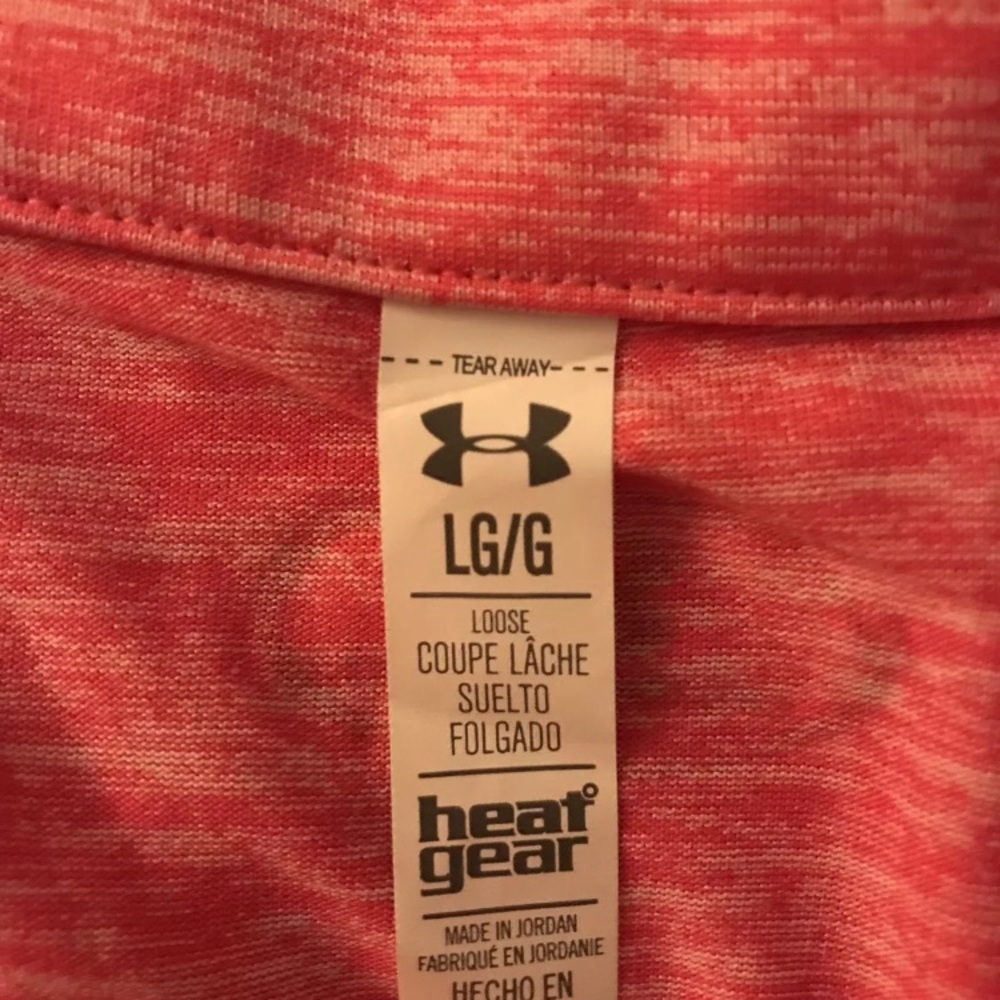 TEAR AWAY
LG/G
LOOSE
COUPE LÂCHE
SUELTO
FOLGADO
heat
gear
MADE IN JORDAN
FABRIQUÉ EN JORDANIE
HECHO EN